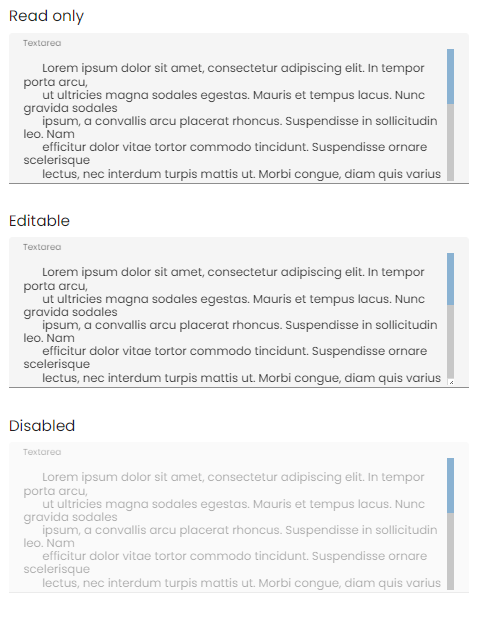 Read only
Textarea
Lorem ipsum dolor sit amet, consectetur adipiscing elit. In tempor
porta arcu,
ut ultricies magna sodales egestas. Mauris et tempus lacus. Nunc
gravida sodales
ipsum, a convallis arcu placerat rhoncus. Suspendisse in sollicitudin
leo. Nam
efficitur dolor vitae tortor commodo tincidunt. Suspendisse ornare
scelerisque
lectus, nec interdum turpis mattis ut. Morbi congue, diam quis varius
Editable
Textarea
Lorem ipsum dolor sit amet, consectetur adipiscing elit. In tempor
porta arcu,
ut ultricies magna sodales egestas. Mauris et tempus lacus. Nunc
gravida sodales
ipsum, a convallis arcu placerat rhoncus. Suspendisse in sollicitudin
leo. Nam
efficitur dolor vitae tortor commodo tincidunt. Suspendisse ornare
scelerisque
lectus, nec interdum turpis mattis ut. Morbi congue, diam quis varius
Disabled
Textarea
Lorem ipsum dolor sit amet, consectetur adipiscing elit. In tempor
porta arcu,
ut ultricies magna sodales egestas. Mauris et tempus lacus. Nunc
gravida sodales
ipsum, a convallis arcu placerat rhoncus. Suspendisse in sollicitudin
leo. Nam
efficitur dolor vitae tortor commodo tincidunt. Suspendisse ornare
scelerisque
lectus, nec interdum turpis mattis ut. Morbi congue, diam quis varius